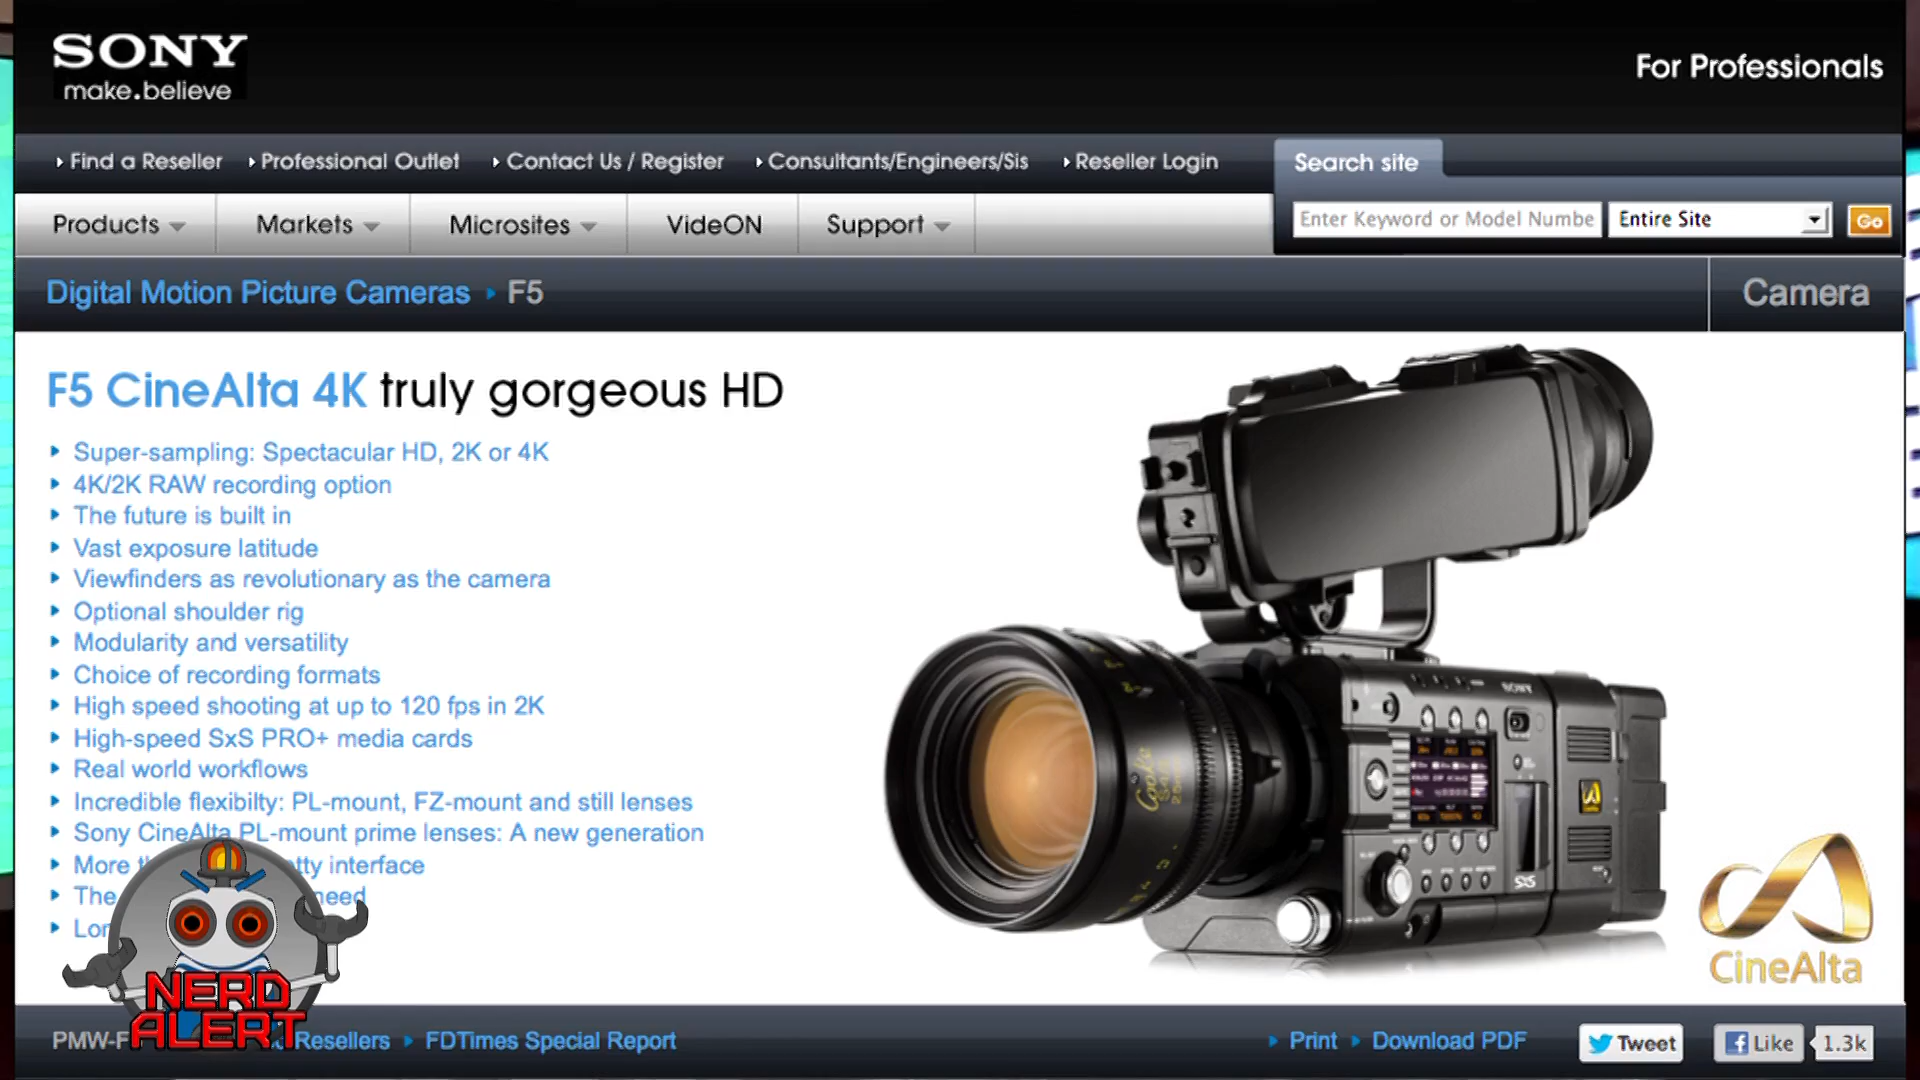 SONY
make.believe
For Professionals
Find a Reseller Professional Outlet Contact Us / Register Consultants/Engineers/Sis Reseller Login
Search site
Products Markets Microsites VideON Support
Enter Keyword or Model Numbe Entire Site Go
Digital Motion Picture Cameras F5 Camera
F5 CineAlta 4K truly gorgeous HD
Super-sampling: Spectacular HD, 2K or 4K
4K/2K RAW recording option
The future is built in
Vast exposure latitude
Viewfinders as revolutionary as the camera
Optional shoulder rig
Modularity and versatility
Choice of recording formats
High speed shooting at up to 120 fps in 2K
High-speed SxS PRO+ media cards
Real world workflows
Incredible flexibilty: PL-mount, FZ-mount and still lenses
Sony CineAlta PL-mount prime lenses: A new generation
More tty interface
The need
Lon
SONY
Cooke
SxS
CineAlta
NERD
ALERT
PMW-F Resellers FDTimes Special Report Print Download PDF Tweet Like 1.3k